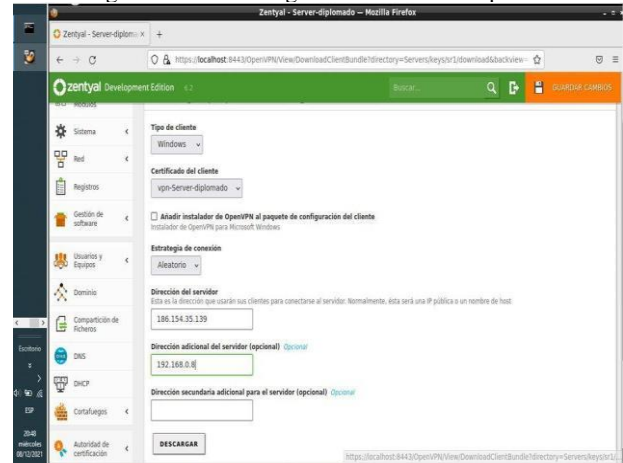 Zentyal - Server-diplomado — Mozilla Firefox
Zentyal - Server-diploma
https://localhost:8443/OpenVPN/View/DownloadClientBundle?directory=Servers/keys/sr1/download&backview=
zentyal Development Edition 6.2
Buscar...
GUARDAR CAMBIOS
Módulos
Sistema
Red
Registros
Gestión de
software
Usuarios y
Equipos
Dominio
Compartición de
Ficheros
DNS
DHCP
Cortafuegos
Autoridad de
certificación
Tipo de cliente
Windows
Certificado del cliente
vpn-Server-diplomado
Añadir instalador de OpenVPN al paquete de configuración del cliente
Instalador de OpenVPN para Microsoft Windows
Estrategia de conexión
Aleatorio
Dirección del servidor
Esta es la dirección que usarán sus clientes para conectarse al servidor. Normalmente, esta será una IP pública o un nombre de host
186.154.35.139
Dirección adicional del servidor (opcional) Opcional
192.168.0.8
Dirección secundaria adicional para el servidor (opcional) Opcional
DESCARGAR
https://localhost:8443/OpenVPN/View/DownloadClientBundle?directory=Servers/keys/sr1/...
Escritorio
ESP
20:48
miércoles
08/12/2021